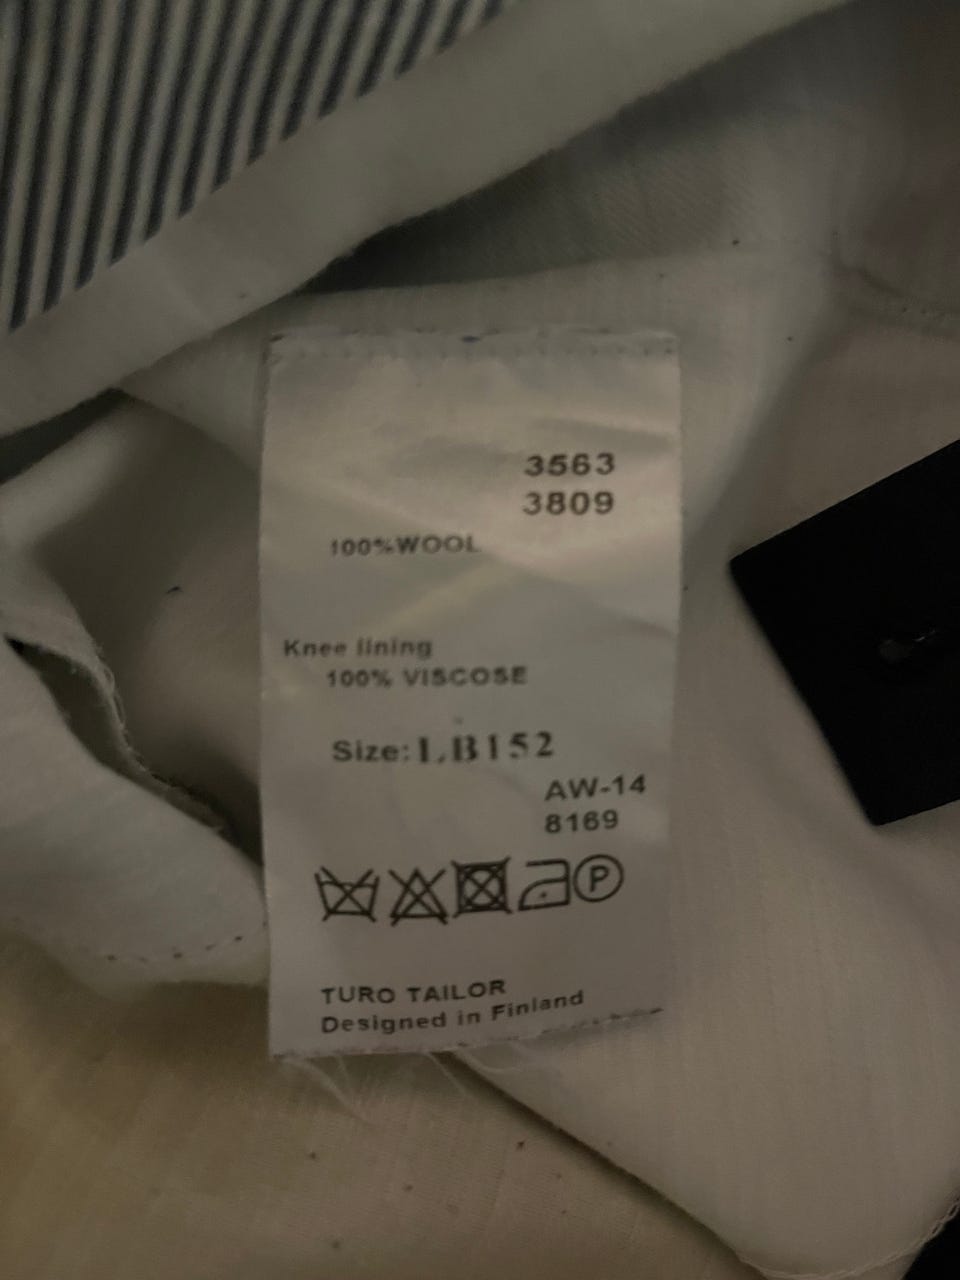 3563
3809
100%WOOL
Knee lining
100% VISCOSE
Size: LB152
AW-14
8169
P
TURO TAILOR
Designed in Finland